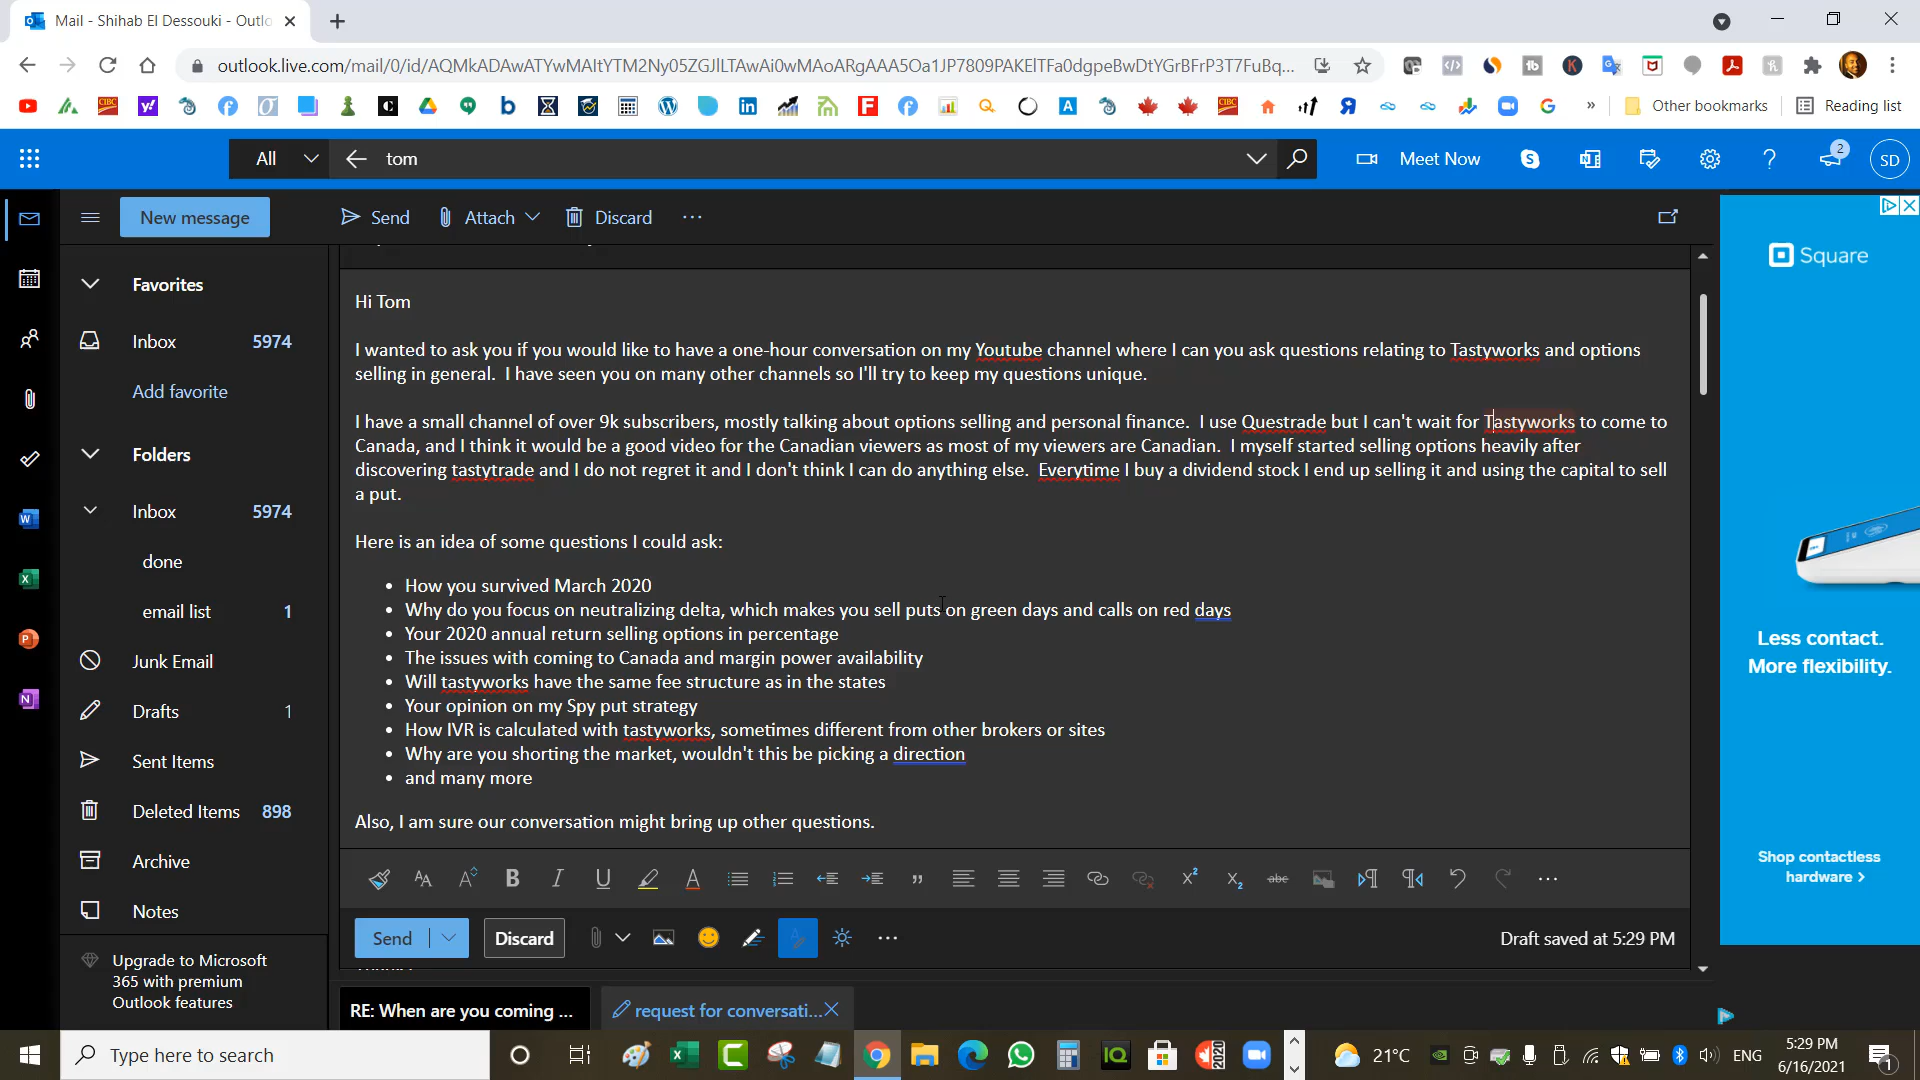 Mail - Shihab El Dessouki - Outlo
outlook.live.com/mail/0/id/AQMkADAwATYwMAItYTM2Ny05ZGJlLTAwAi0wMAoARgAAA5Oa1JP7809PAKElTFa0dgpeBwDtYGrBFrP3T7FuBq...
Other bookmarks
Reading list
All
tom
Meet Now
2
SD
New message
Send
Attach
Discard
Favorites
Inbox 5974
Add favorite
Folders
Inbox 5974
done
email list 1
Junk Email
Drafts 1
Sent Items
Deleted Items 898
Archive
Notes
Upgrade to Microsoft
365 with premium
Outlook features
Hi Tom
I wanted to ask you if you would like to have a one-hour conversation on my Youtube channel where I can you ask questions relating to Tastyworks and options
selling in general.  I have seen you on many other channels so I'll try to keep my questions unique.
I have a small channel of over 9k subscribers, mostly talking about options selling and personal finance.  I use Questrade but I can't wait for Tastyworks to come to
Canada, and I think it would be a good video for the Canadian viewers as most of my viewers are Canadian.  I myself started selling options heavily after
discovering tastytrade and I do not regret it and I don't think I can do anything else.  Everytime I buy a dividend stock I end up selling it and using the capital to sell
a put.
Here is an idea of some questions I could ask:
• How you survived March 2020
• Why do you focus on neutralizing delta, which makes you sell puts on green days and calls on red days
• Your 2020 annual return selling options in percentage
• The issues with coming to Canada and margin power availability
• Will tastyworks have the same fee structure as in the states
• Your opinion on my Spy put strategy
• How IVR is calculated with tastyworks, sometimes different from other brokers or sites
• Why are you shorting the market, wouldn't this be picking a direction
• and many more
Also, I am sure our conversation might bring up other questions.
Send
Discard
Draft saved at 5:29 PM
RE: When are you coming ...
request for conversati...
Square
Less contact.
More flexibility.
Shop contactless
hardware >
Type here to search
21°C
ENG
5:29 PM
6/16/2021
1